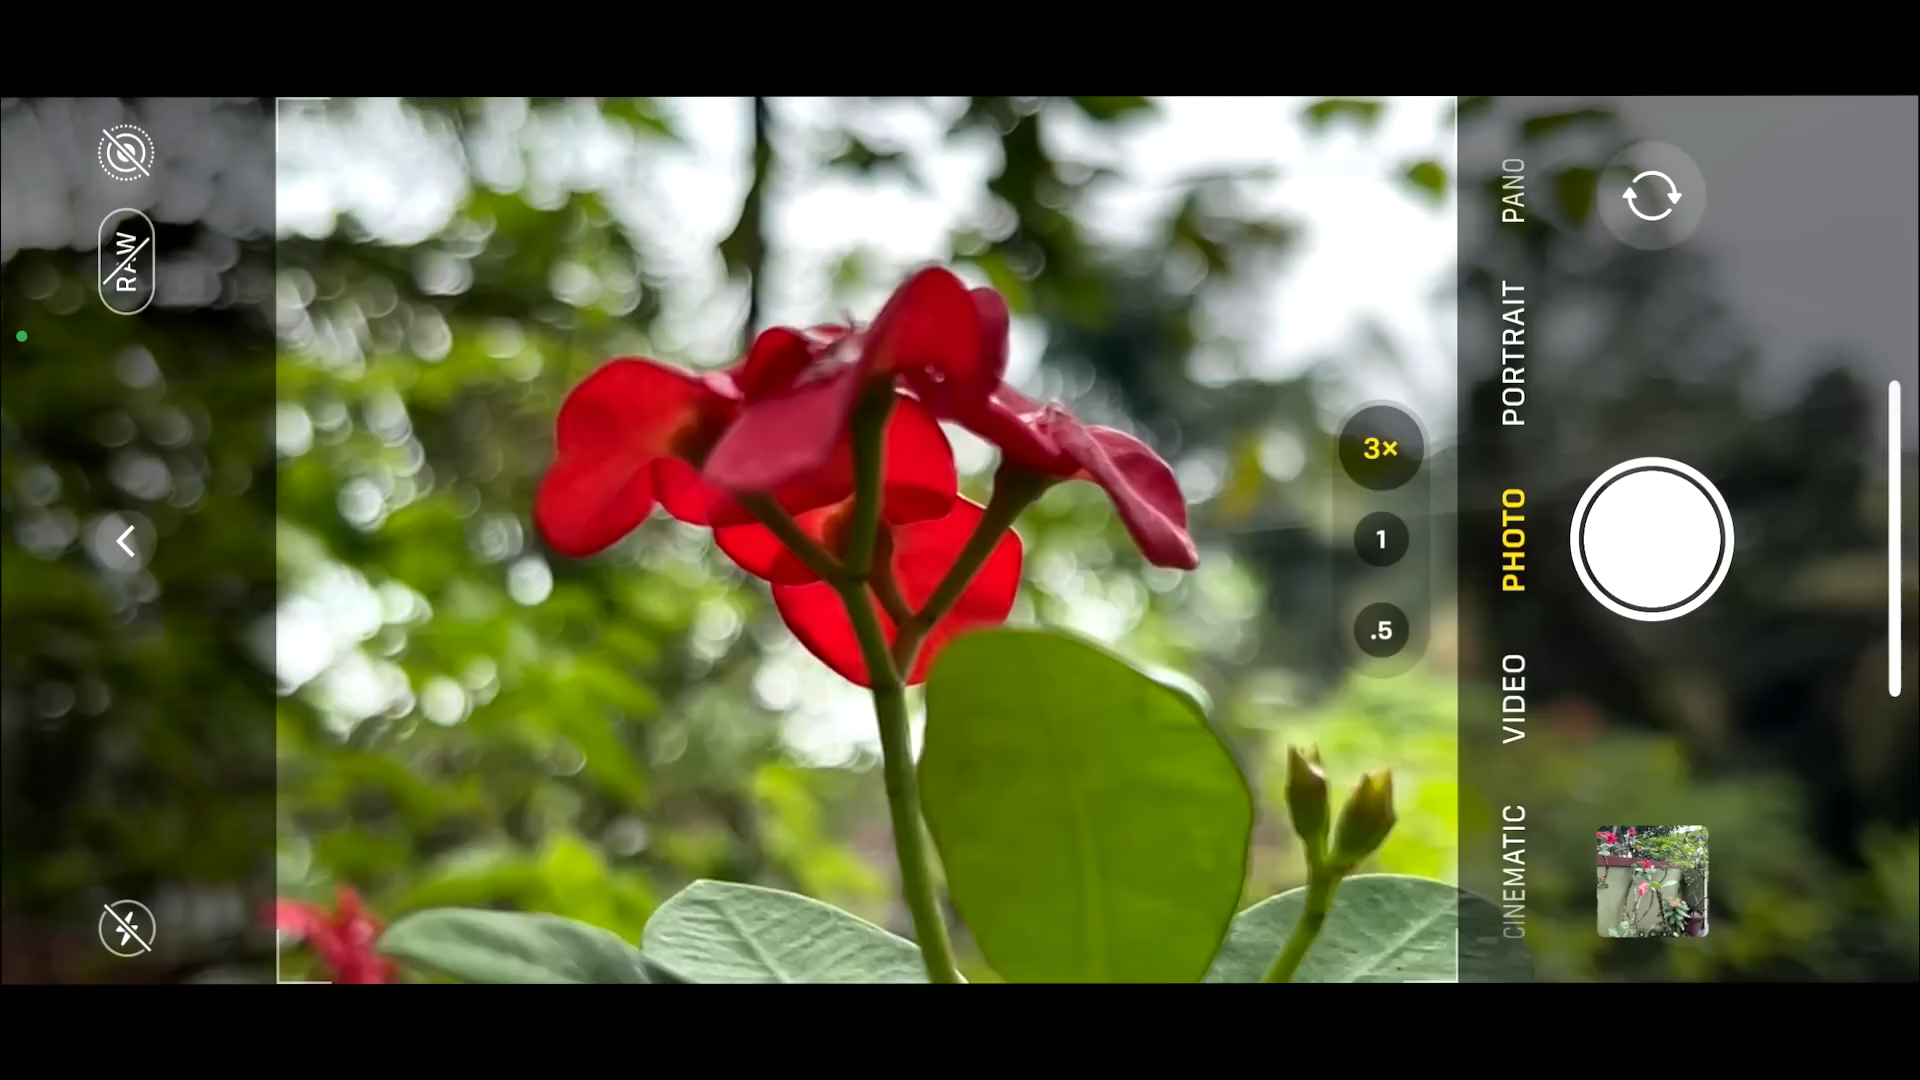 RAW
3×
1
.5
PANO
PORTRAIT
PHOTO
VIDEO
CINEMATIC